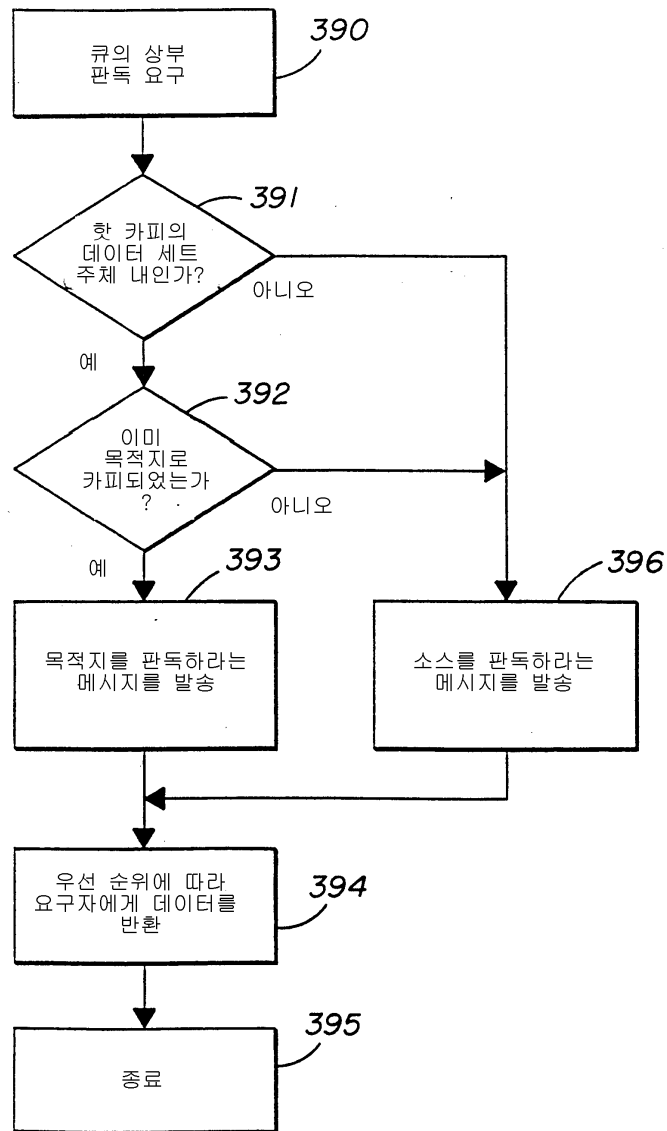 큐의 상부
판독 요구
390
391
핫 카피의
데이터 세트
주체 내인가?
아니오
예
392
이미
목적지로
카피되었는가
?
아니오
예
393
목적지를 판독하라는
메시지를 발송
396
소스를 판독하라는
메시지를 발송
우선 순위에 따라
요구자에게 데이터를
반환
394
종료
395